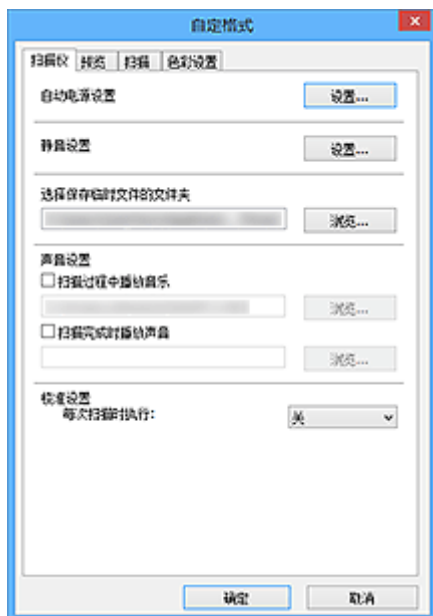 自定格式
扫描仪 预览 扫描 色彩设置
自动电源设置 设置...
静音设置 设置...
选择保存临时文件的文件夹
浏览...
声音设置
扫描过程中播放音乐
浏览...
扫描完成时播放声音
浏览...
校准设置
每次扫描时执行: 关
确定 取消